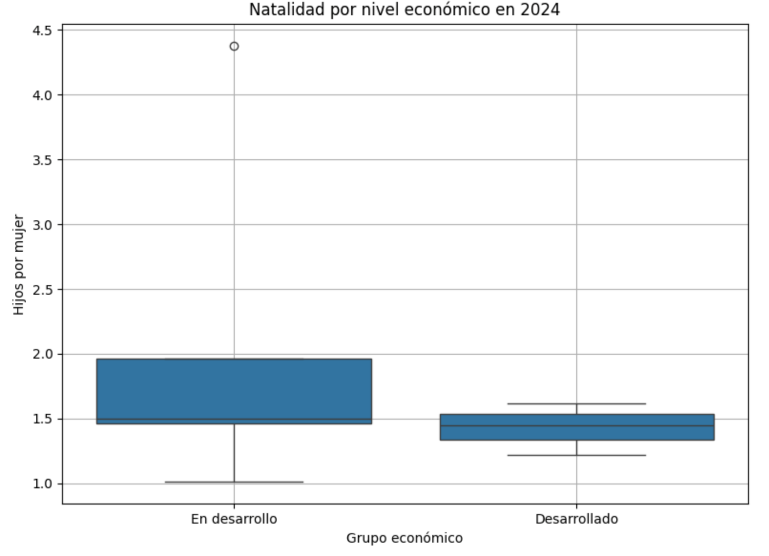 Natalidad por nivel económico en 2024
4.5
4.0
3.5
3.0
2.5
2.0
1.5
1.0
Hijos por mujer
En desarrollo
Desarrollado
Grupo económico